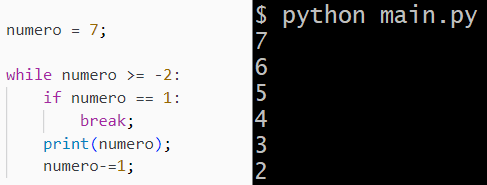 numero = 7;
while numero >= -2:
if numero == 1:
break;
print(numero);
numero-=1;
$ python main.py
7
6
5
4
3
2